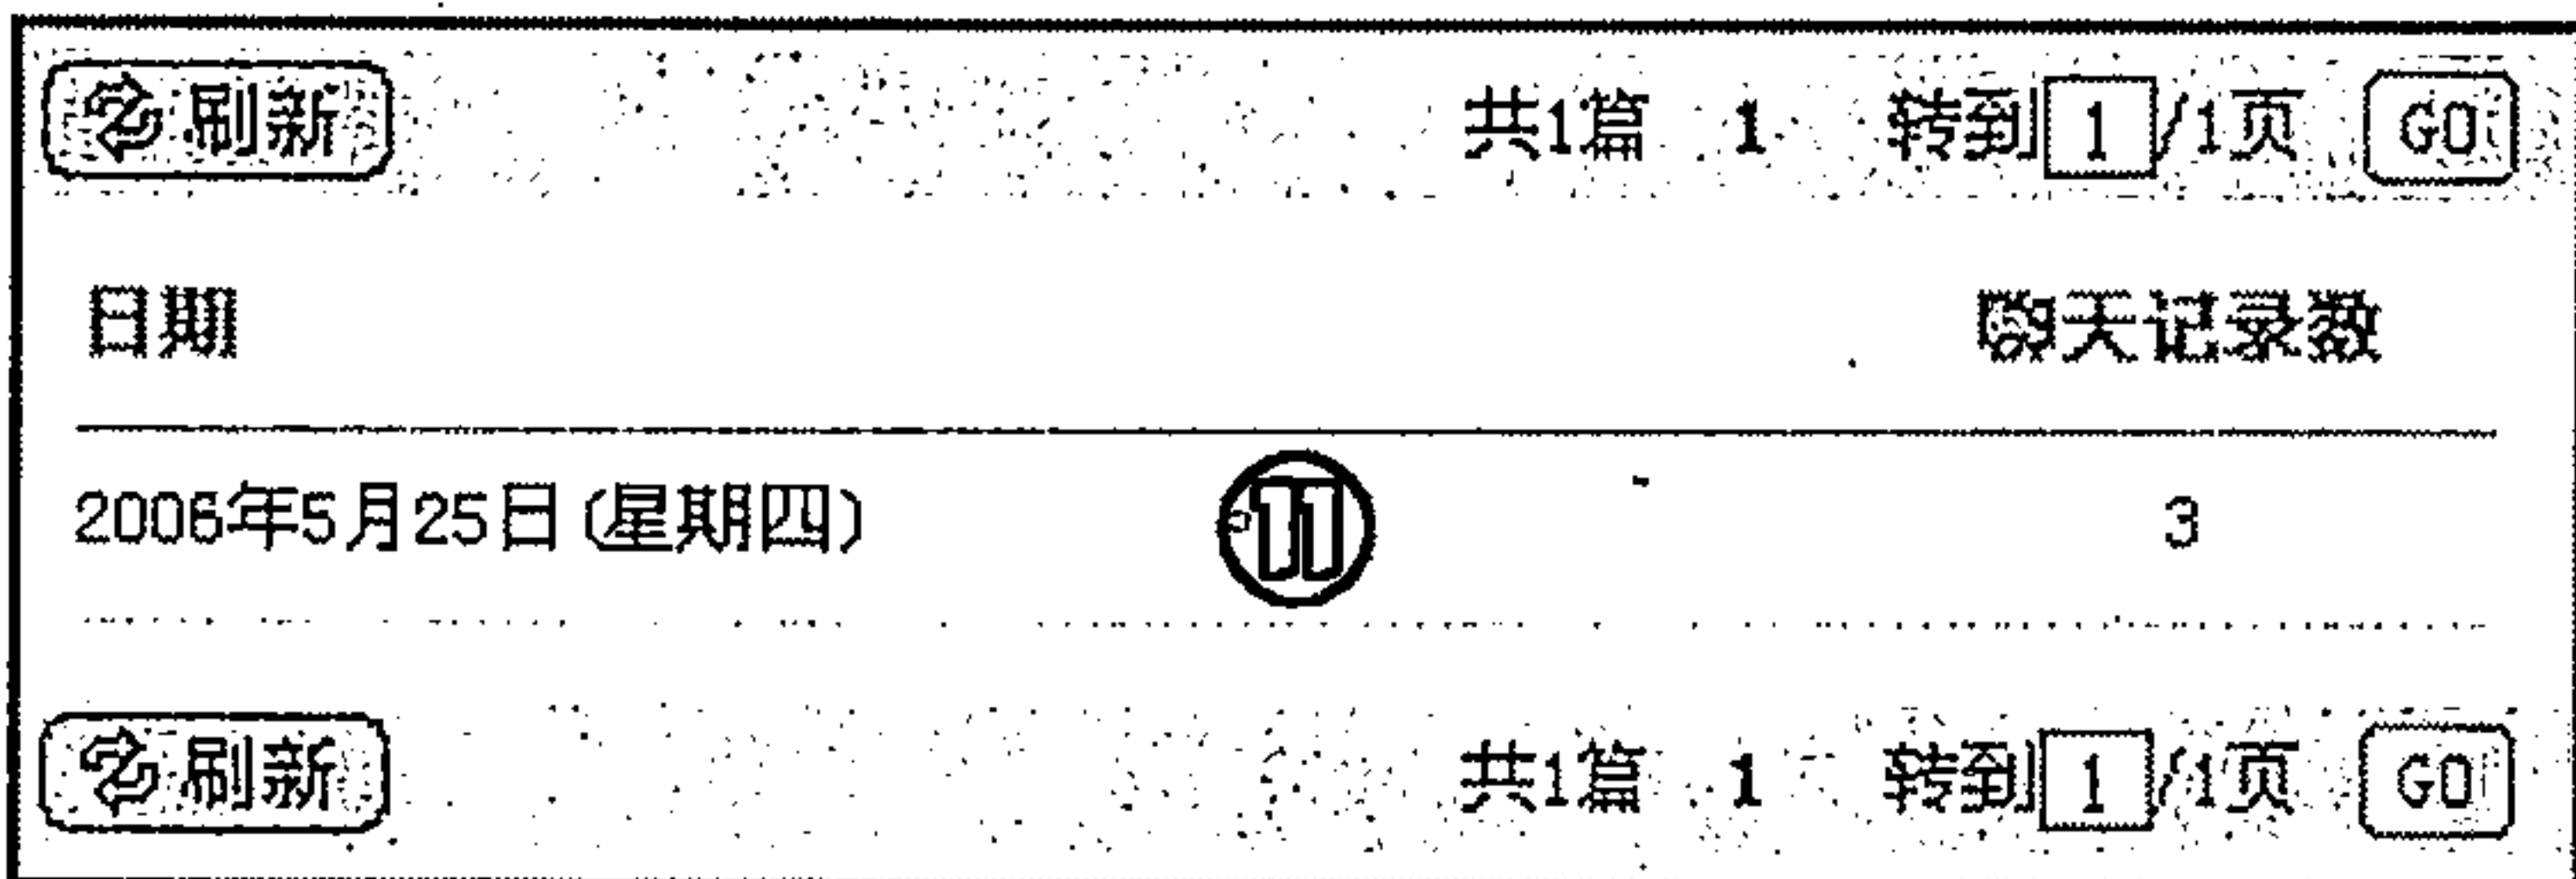 刷新 共1篇 1 转到 1 /1页 GO
日期 聊天记录数
2006年5月25日(星期四) 11 3
刷新 共1篇 1 转到 1 /1页 GO